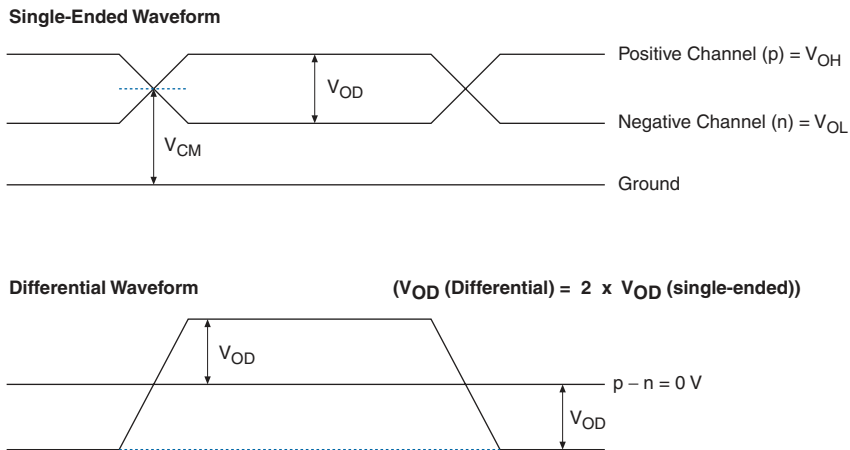 Single-Ended Waveform
Positive Channel (p) = VOH
VOD
Negative Channel (n) = VOL
VCM
Ground
Differential Waveform
(VOD (Differential) = 2 x VOD (single-ended))
VOD
p – n = 0 V
VOD